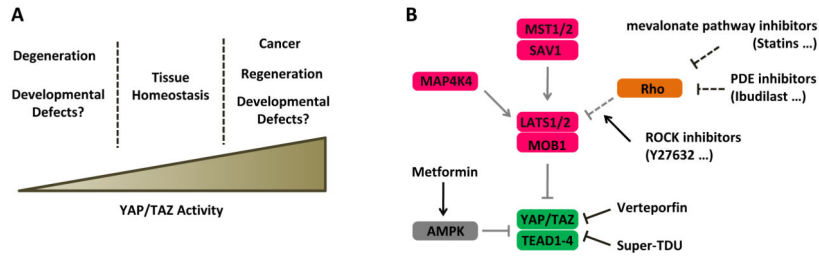 A
Degeneration
Developmental
Defects?
Tissue
Homeostasis
Cancer
Regeneration
Developmental
Defects?
YAP/TAZ Activity
B
MST1/2
SAV1
MAP4K4
LATS1/2
MOB1
Rho
mevalonate pathway inhibitors
(Statins ...)
PDE inhibitors
(Ibudilast ...)
ROCK inhibitors
(Y27632 ...)
Metformin
AMPK
YAP/TAZ
TEAD1-4
Verteporfin
Super-TDU